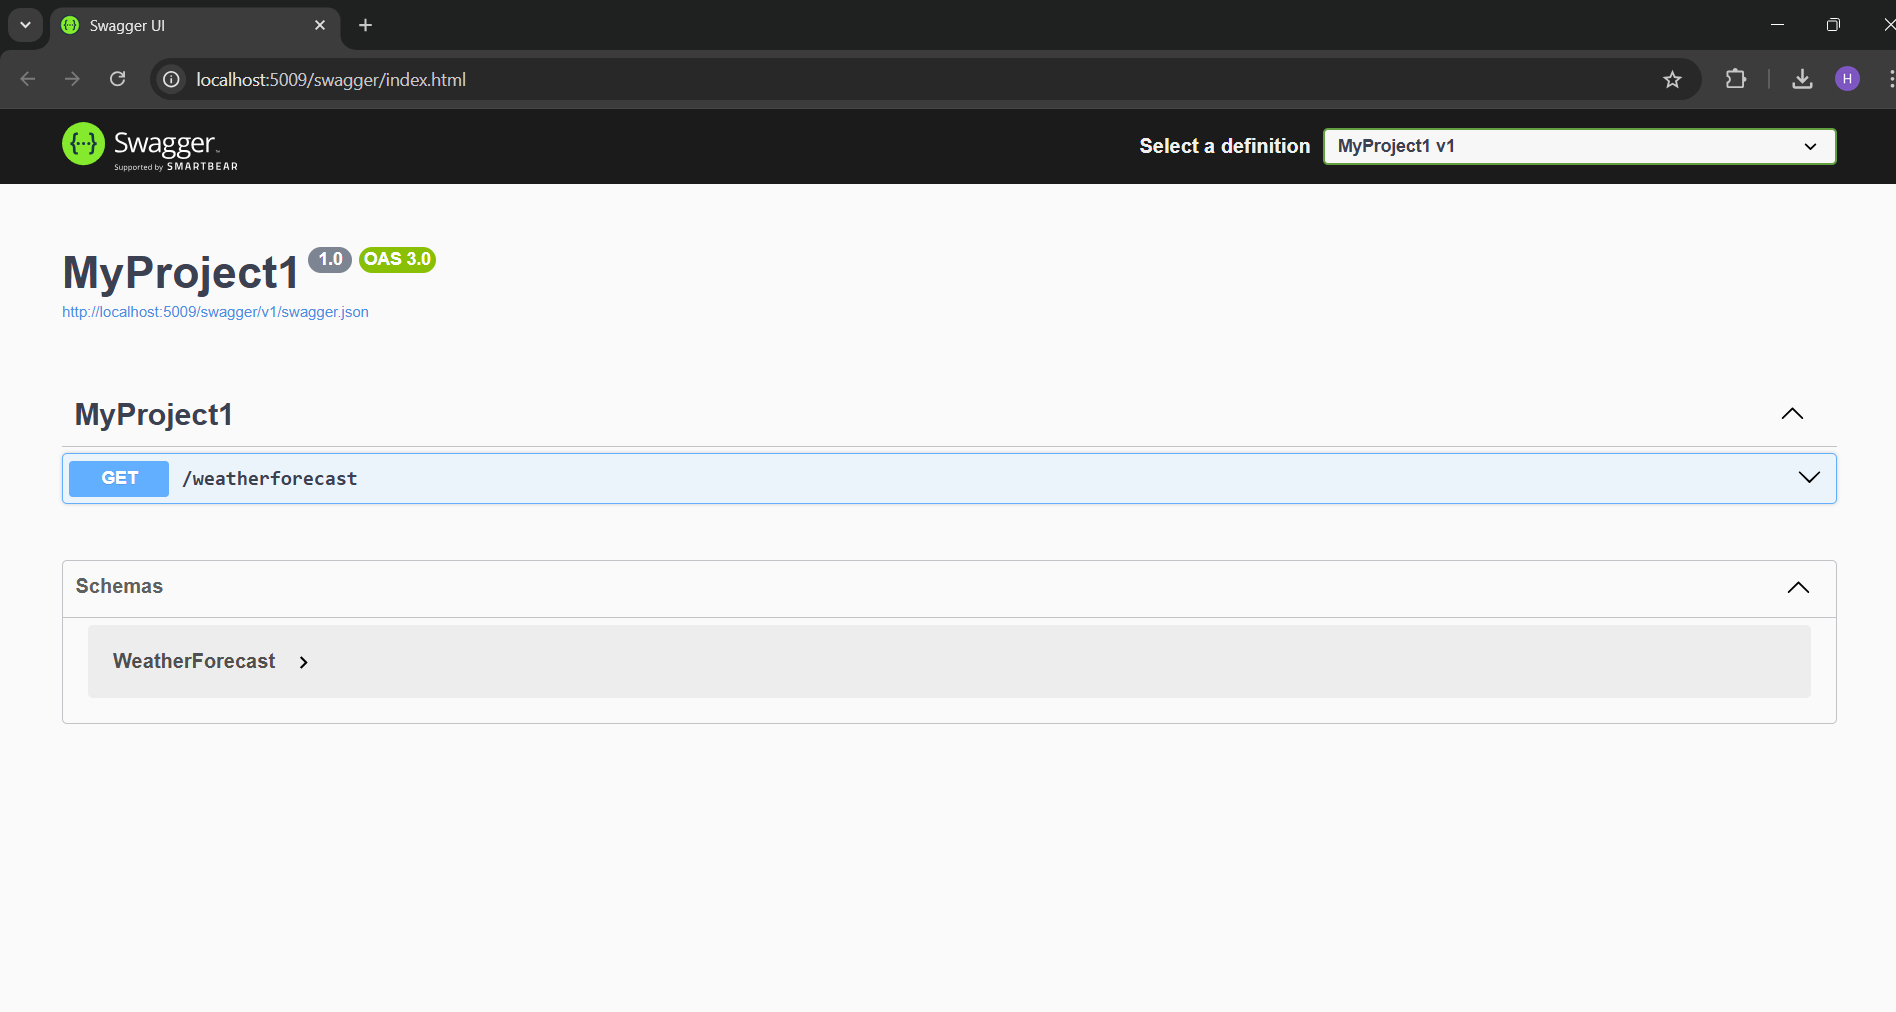 Swagger UI
localhost:5009/swagger/index.html
H
{...} Swagger™
Supported by SMARTBEAR
Select a definition
MyProject1 v1
MyProject1 1.0 OAS 3.0
http://localhost:5009/swagger/v1/swagger.json
MyProject1
GET /weatherforecast
Schemas
WeatherForecast